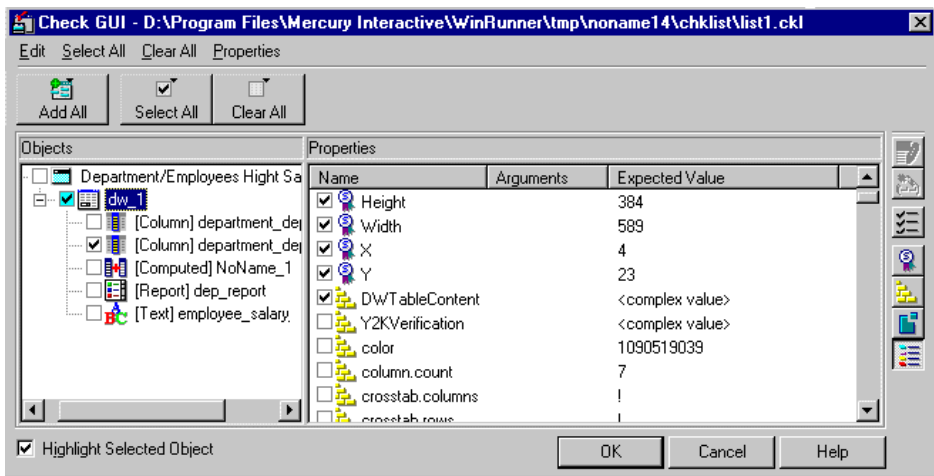 Check GUI - D:\Program Files\Mercury Interactive\WinRunner\tmp\noname14\chklist\list1.ckl
Edit Select All Clear All Properties
Add All Select All Clear All
Objects
Department/Employees Hight Sa
dw_1
[Column] department_de
[Column] department_de
[Computed] NoName_1
[Report] dep_report
[Text] employee_salary
Properties
Name Arguments Expected Value
Height 384
Width 589
X 4
Y 23
DWTableContent <complex value>
Y2KVerification <complex value>
color 1090519039
column.count 7
crosstab.columns !
crosstab.rows !
Highlight Selected Object
OK Cancel Help